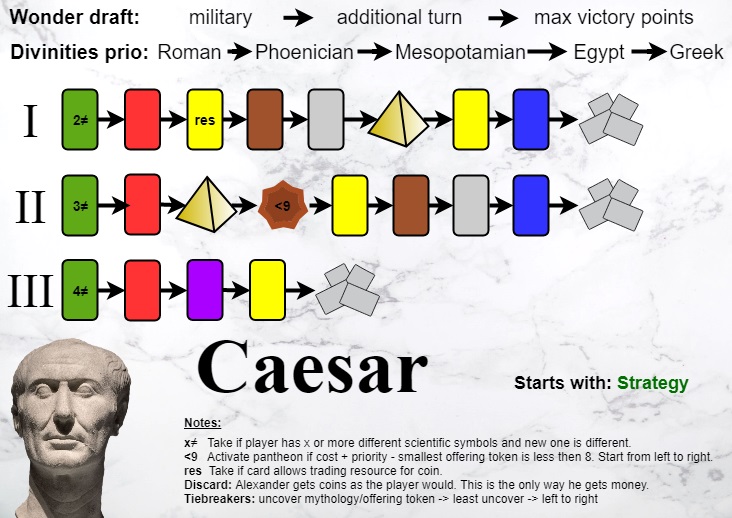 Wonder draft: military additional turn max victory points
Divinities prio: Roman Phoenician Mesopotamian Egypt Greek
I 2≠ res
II 3≠ <9
III 4≠
Caesar
Starts with: Strategy
Notes:
x≠ Take if player has x or more different scientific symbols and new one is different.
<9 Activate pantheon if cost + priority - smallest offering token is less then 8. Start from left to right.
res Take if card allows trading resource for coin.
Discard: Alexander gets coins as the player would. This is the only way he gets money.
Tiebreakers: uncover mythology/offering token -> least uncover -> left to right